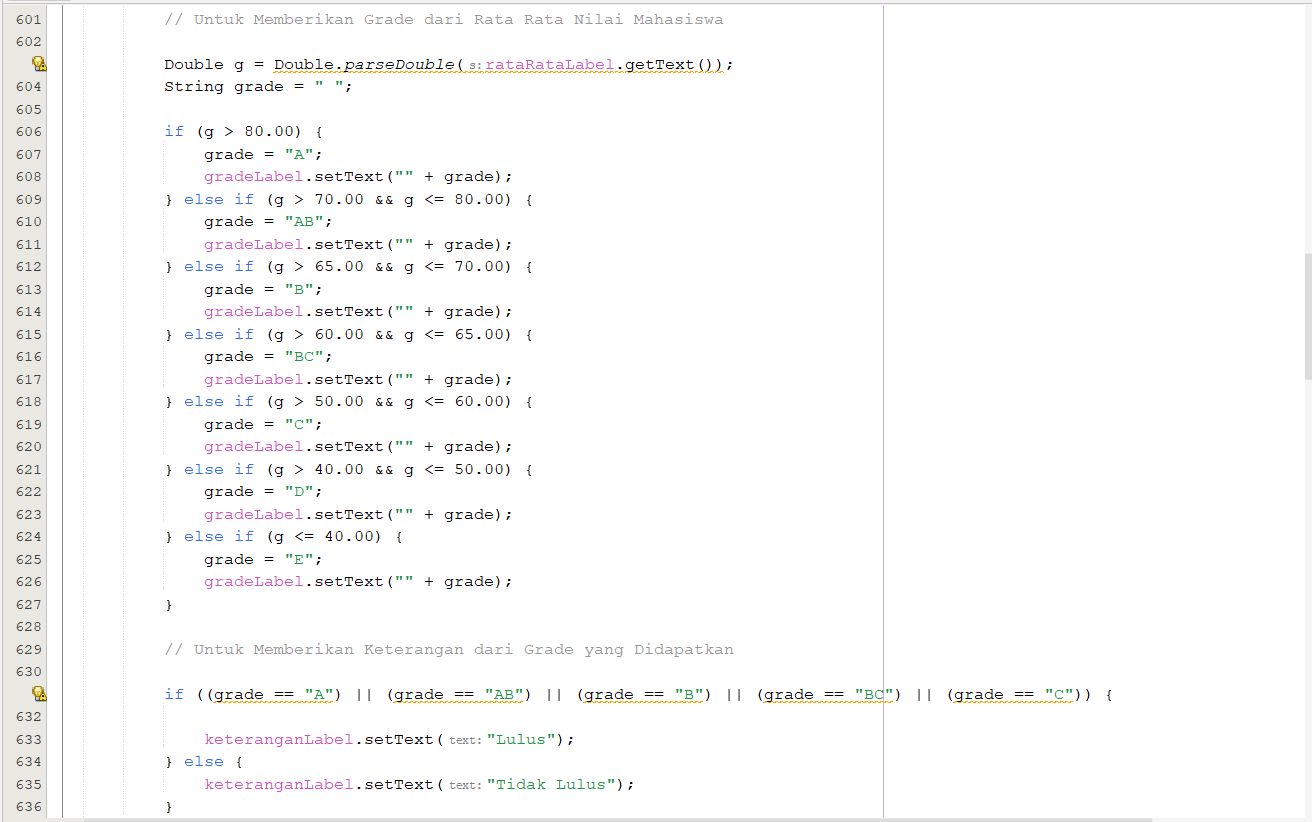 601 // Untuk Memberikan Grade dari Rata Rata Nilai Mahasiswa
602
Double g = Double.parseDouble( s: rataRataLabel.getText());
604 String grade = " ";
605
606 if (g > 80.00) {
607 grade = "A";
608 gradeLabel.setText("" + grade);
609 } else if (g > 70.00 && g <= 80.00) {
610 grade = "AB";
611 gradeLabel.setText("" + grade);
612 } else if (g > 65.00 && g <= 70.00) {
613 grade = "B";
614 gradeLabel.setText("" + grade);
615 } else if (g > 60.00 && g <= 65.00) {
616 grade = "BC";
617 gradeLabel.setText("" + grade);
618 } else if (g > 50.00 && g <= 60.00) {
619 grade = "C";
620 gradeLabel.setText("" + grade);
621 } else if (g > 40.00 && g <= 50.00) {
622 grade = "D";
623 gradeLabel.setText("" + grade);
624 } else if (g <= 40.00) {
625 grade = "E";
626 gradeLabel.setText("" + grade);
627 }
628
629 // Untuk Memberikan Keterangan dari Grade yang Didapatkan
630
if ((grade == "A") || (grade == "AB") || (grade == "B") || (grade == "BC") || (grade == "C")) {
632
633 keteranganLabel.setText( text: "Lulus");
634 } else {
635 keteranganLabel.setText( text: "Tidak Lulus");
636 }